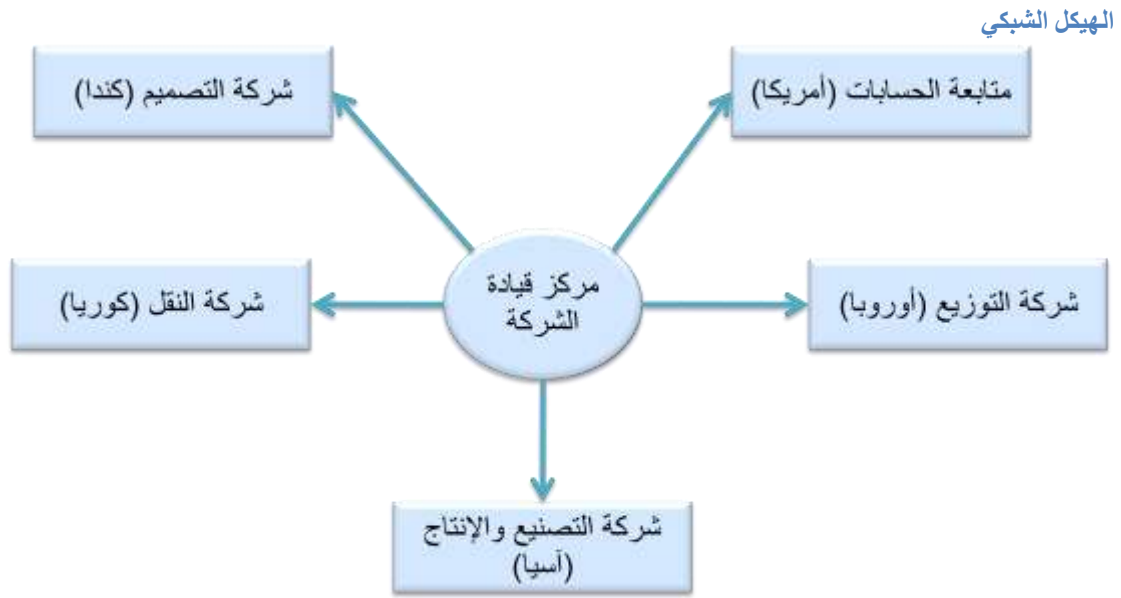 الهيكل الشبكي
متابعة الحسابات (أمريكا)
شركة التصميم (كندا)
مركز قيادة
الشركة
شركة التوزيع (أوروبا)
شركة النقل (كوريا)
شركة التصنيع والإنتاج
(آسيا)